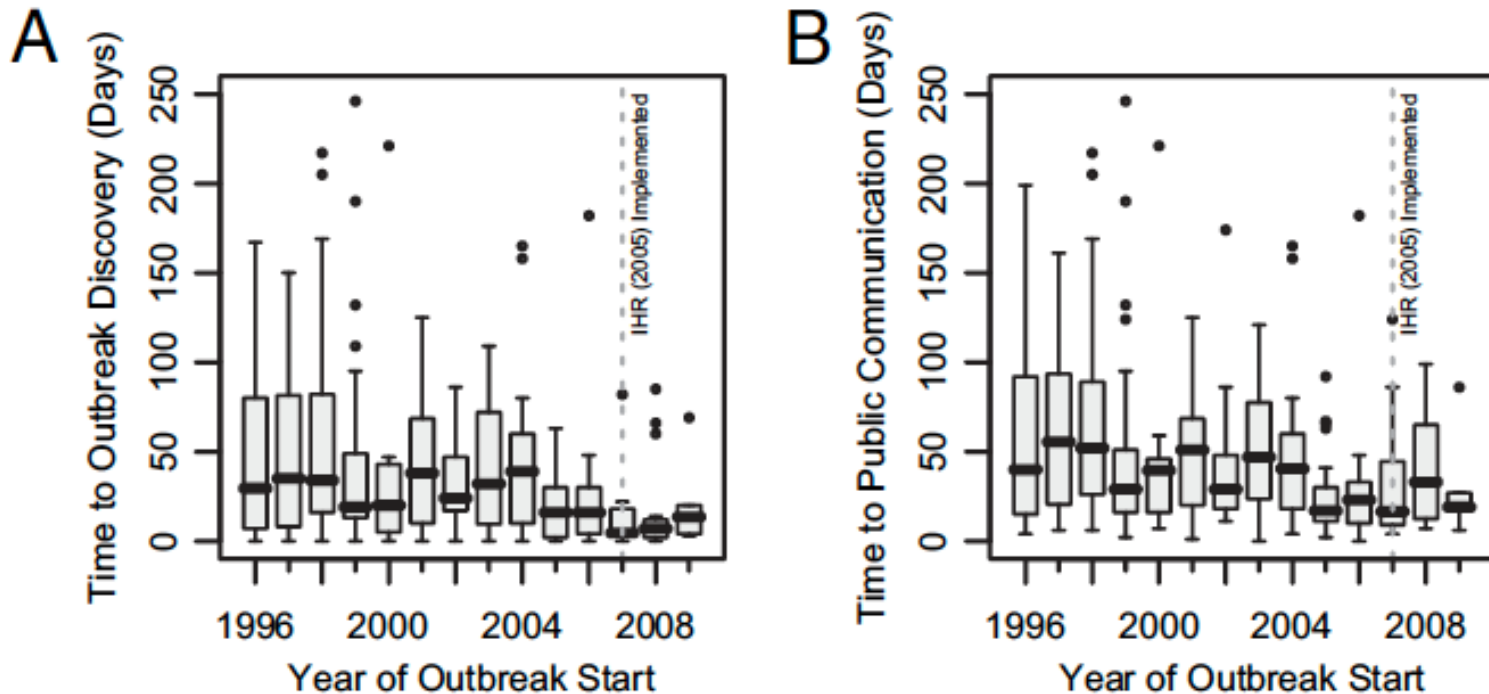 A
Time to Outbreak Discovery (Days)
250
200
150
100
50
0
IHR (2005) Implemented
1996
2000
2004
2008
Year of Outbreak Start
B
Time to Public Communication (Days)
250
200
150
100
50
0
IHR (2005) Implemented
1996
2000
2004
2008
Year of Outbreak Start